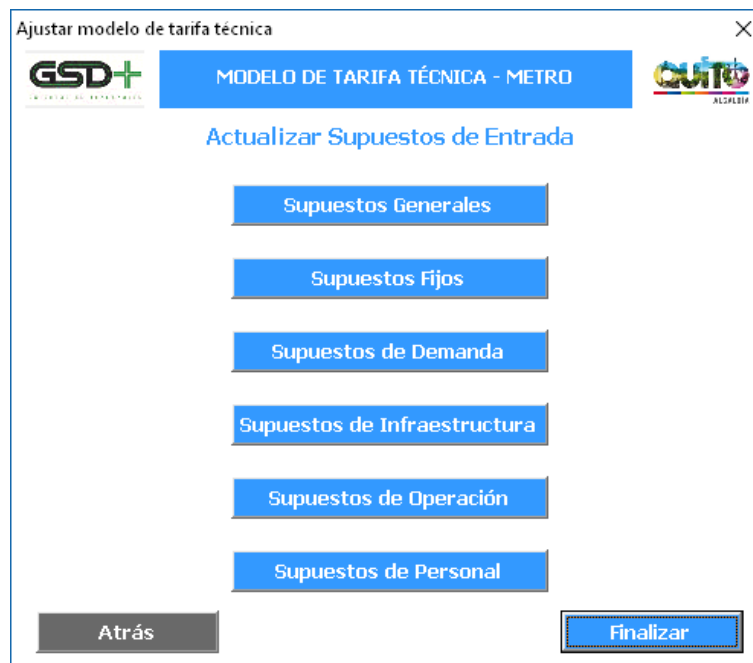 Ajustar modelo de tarifa técnica
GSD+
MODELO DE TARIFA TÉCNICA - METRO
QUITO
ALCALDÍA
Actualizar Supuestos de Entrada
Supuestos Generales
Supuestos Fijos
Supuestos de Demanda
Supuestos de Infraestructura
Supuestos de Operación
Supuestos de Personal
Atrás
Finalizar